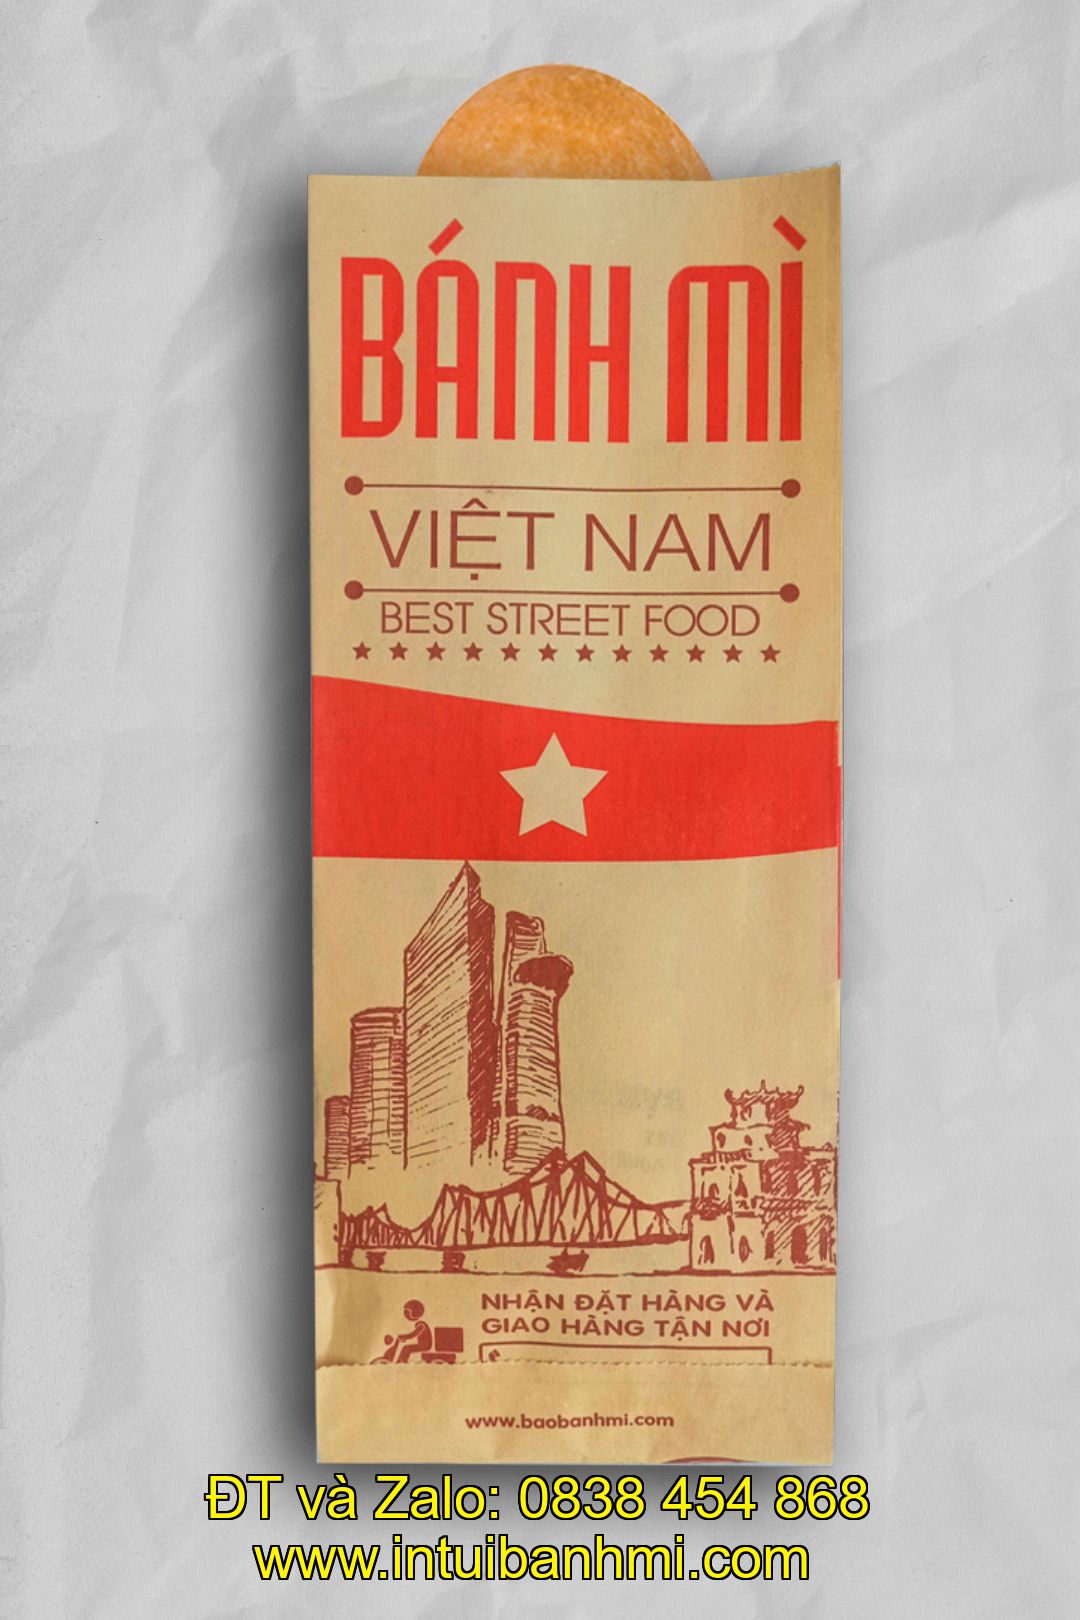 BÁNH MÌ
VIỆT NAM
BEST STREET FOOD
NHẬN ĐẶT HÀNG VÀ
GIAO HÀNG TẬN NƠI
www.baobanhmi.com
ĐT và Zalo: 0838 454 868
www.intuibanhmi.com